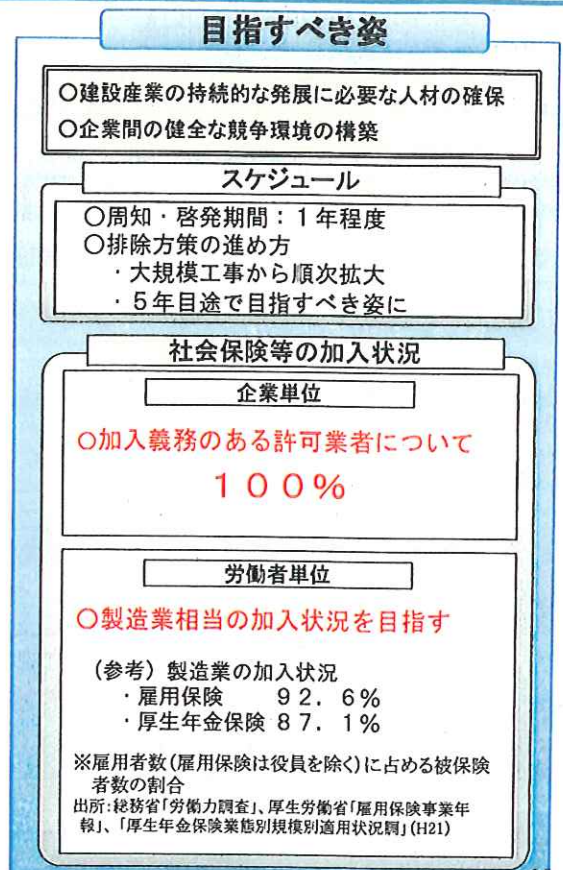 目指すべき姿
○建設産業の持続的な発展に必要な人材の確保
○企業間の健全な競争環境の構築
スケジュール
○周知・啓発期間：１年程度
○排除方策の進め方
・大規模工事から順次拡大
・５年目途で目指すべき姿に
社会保険等の加入状況
企業単位
○加入義務のある許可業者について
１００％
労働者単位
○製造業相当の加入状況を目指す
（参考）製造業の加入状況
・雇用保険　　９２．６％
・厚生年金保険 ８７．１％
※雇用者数（雇用保険は役員を除く）に占める被保険
者数の割合
出所：総務省「労働力調査」、厚生労働省「雇用保険事業年
報」、「厚生年金保険業態別規模別適用状況調」（H21）